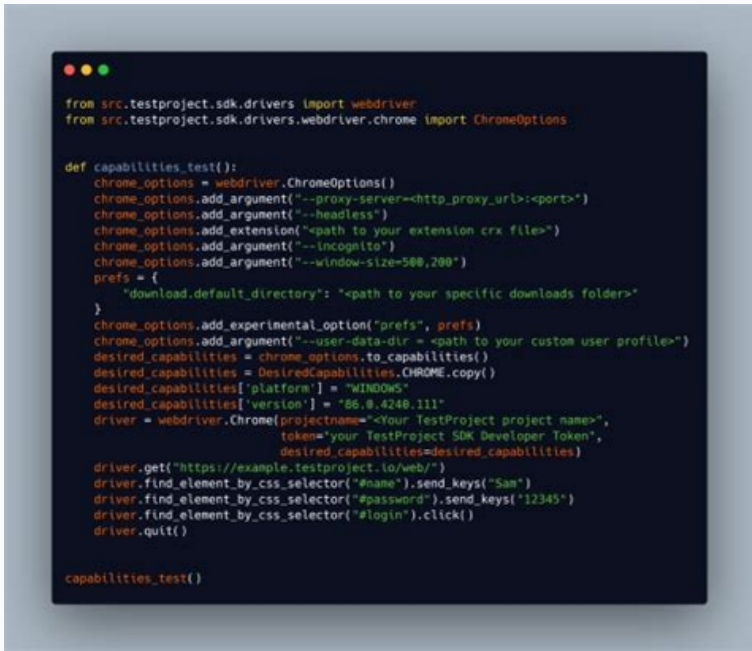 from src.testproject.sdk.drivers import webdriver
from src.testproject.sdk.drivers.webdriver.chrome import ChromeOptions
def capabilities_test():
    chrome_options = webdriver.ChromeOptions()
    chrome_options.add_argument("--proxy-server=<http_proxy_url>:<port>")
    chrome_options.add_argument("--headless")
    chrome_options.add_extension("<path to your extension crx file>")
    chrome_options.add_argument("--incognito")
    chrome_options.add_argument("--window-size=500,200")
    prefs = {
        "download.default_directory": "<path to your specific downloads folder>"
    }
    chrome_options.add_experimental_option("prefs", prefs)
    chrome_options.add_argument("--user-data-dir = <path to your custom user profile>")
    desired_capabilities = chrome_options.to_capabilities()
    desired_capabilities = DesiredCapabilities.CHROME.copy()
    desired_capabilities['platform'] = "WINDOWS"
    desired_capabilities['version'] = "86.0.4240.111"
    driver = webdriver.Chrome(projectname="<Your TestProject project name>",
                              token="your TestProject SDK Developer Token",
                              desired_capabilities=desired_capabilities)
    driver.get("https://example.testproject.io/web/")
    driver.find_element_by_css_selector("#name").send_keys("Sam")
    driver.find_element_by_css_selector("#password").send_keys("12345")
    driver.find_element_by_css_selector("#login").click()
    driver.quit()
capabilities_test()